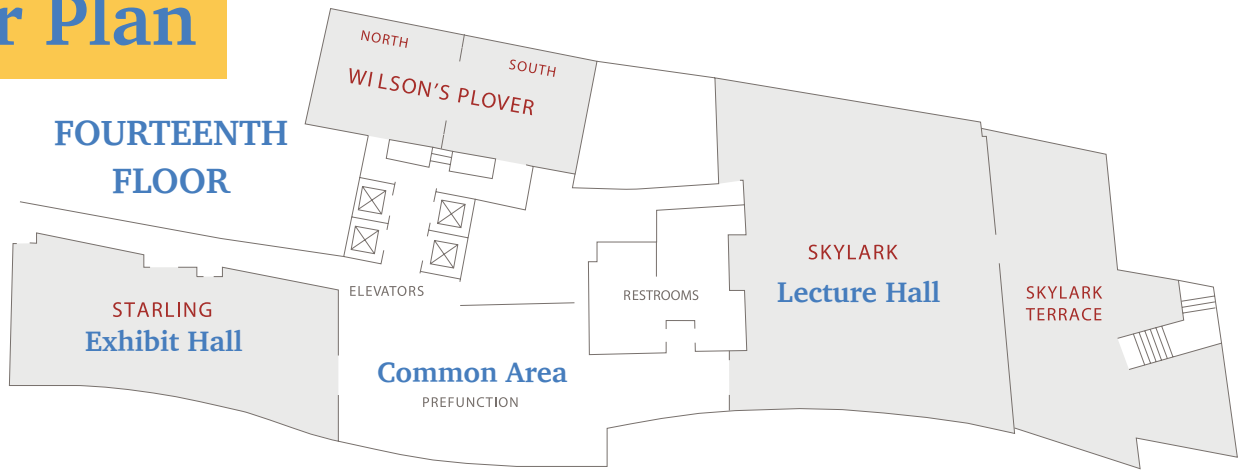 r Plan
FOURTEENTH
FLOOR
NORTH
SOUTH
WILSON'S PLOVER
ELEVATORS
STARLING
Exhibit Hall
Common Area
PREFUNCTION
RESTROOMS
SKYLARK
Lecture Hall
SKYLARK
TERRACE